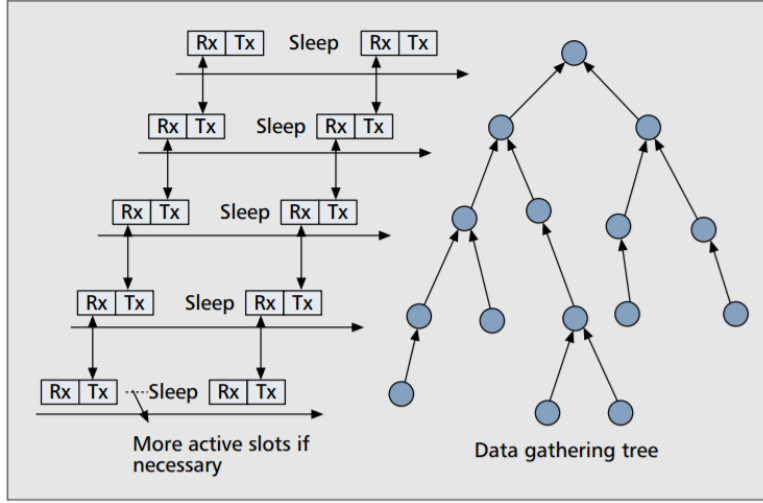 Rx Tx Sleep Rx Tx
Rx Tx Sleep Rx Tx
Rx Tx Sleep Rx Tx
Rx Tx Sleep Rx Tx
Rx Tx Sleep Rx Tx
More active slots if
necessary
Data gathering tree